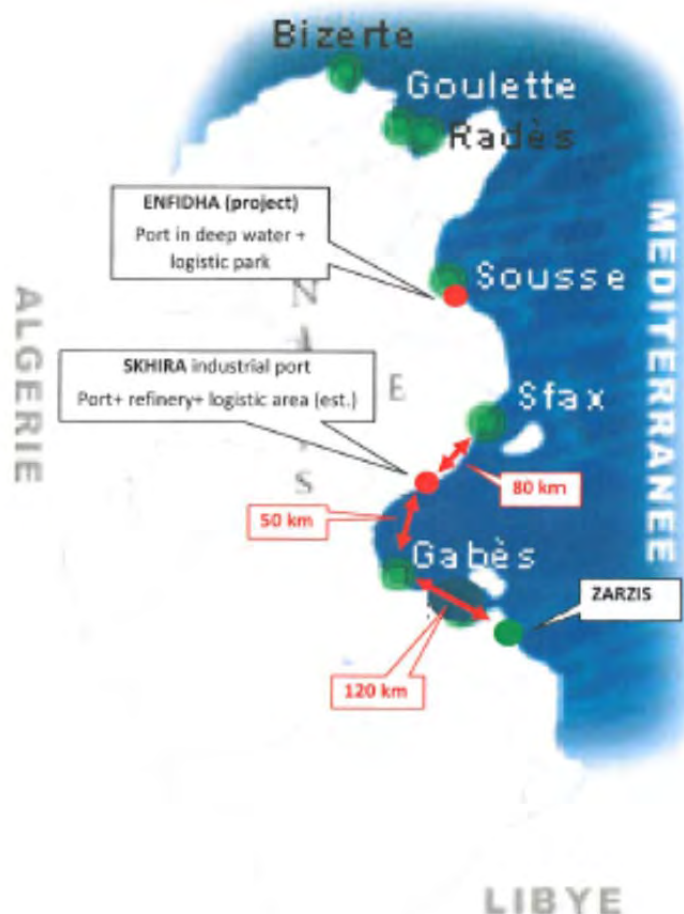 Bizerte
Goulette
Radès
ENFIDHA (project)
Port in deep water +
logistic park
Sousse
MEDITERRANEE
ALGERIE
N
I
SKHIRA industrial port
Port+ refinery+ logistic area (est.)
E
Sfax
S
80 km
50 km
Gabès
ZARZIS
120 km
LIBYE